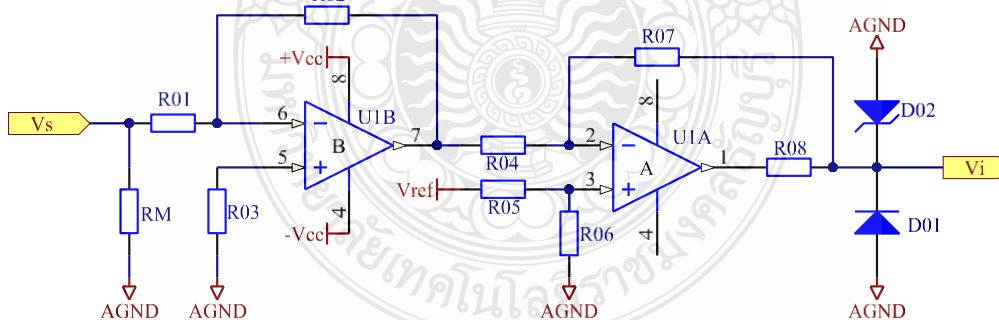 R07
AGND
+Vcc
8
8
R01
Vs
6
U1B
7
2
U1A
D02
B
R04
A
1
R08
5
3
Vref
R05
Vi
RM
R03
4
-Vcc
R06
4
D01
AGND
AGND
AGND
AGND